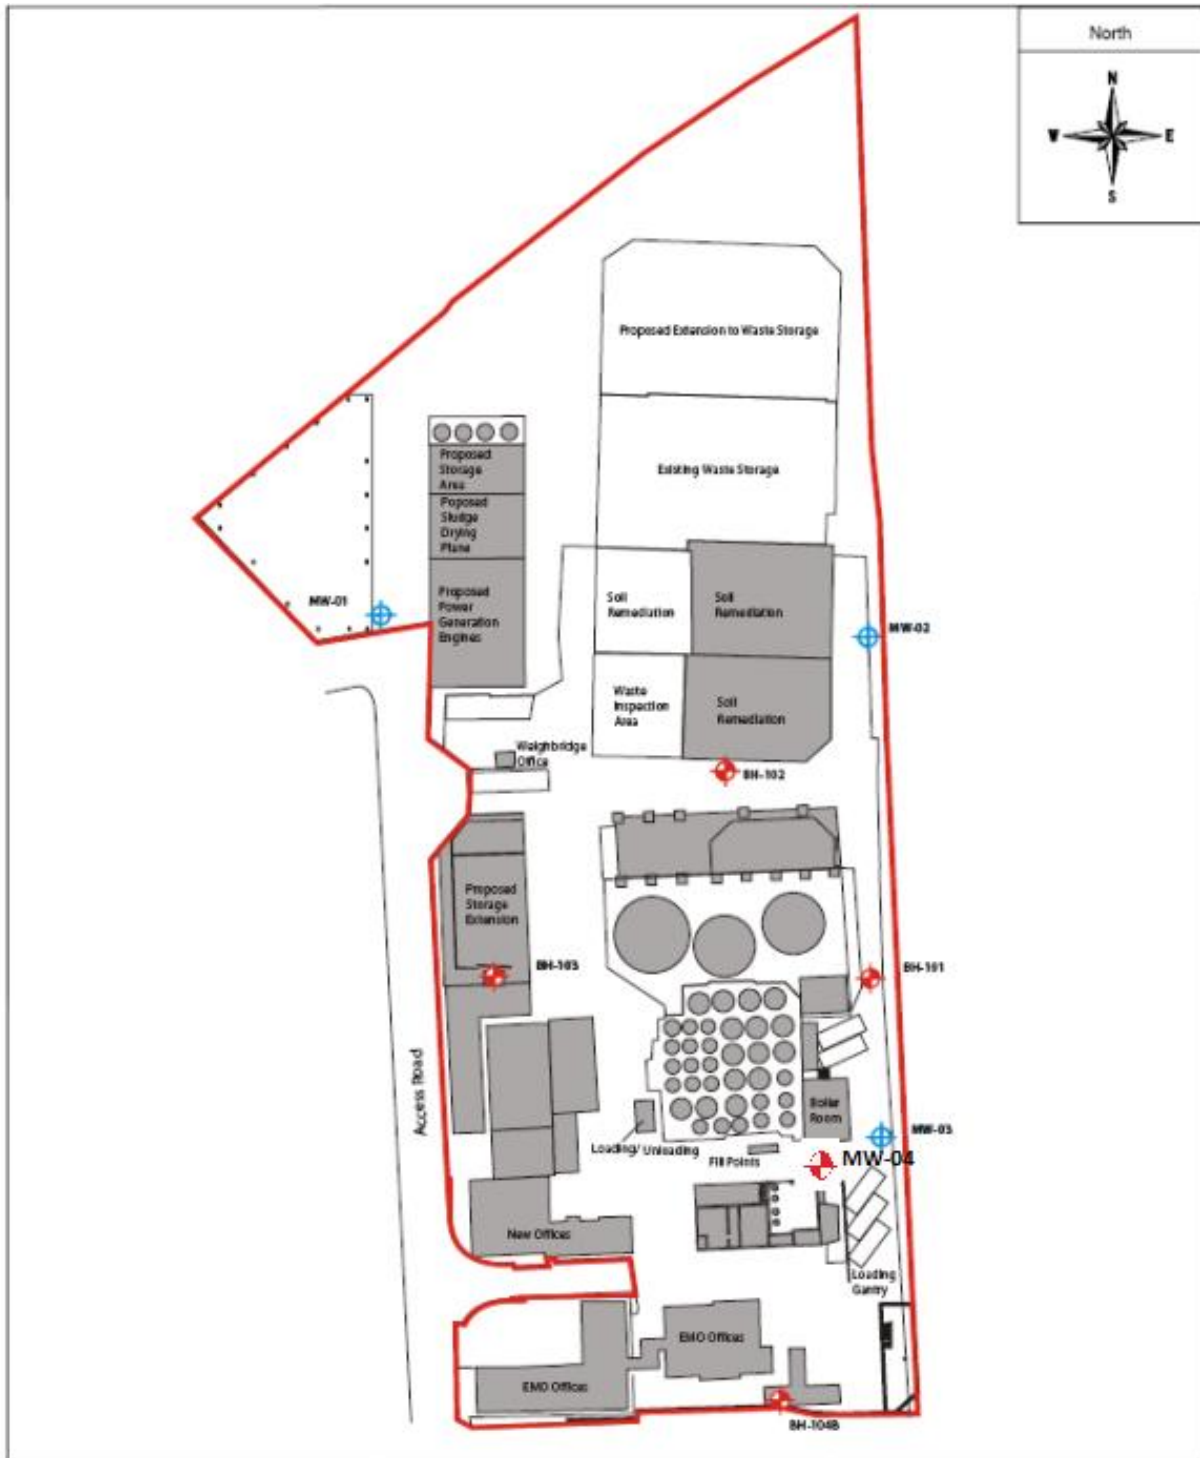 North
N
W
E
S
Proposed Extension to Waste Storage
Existing Waste Storage
Proposed
Storage
Area
Poposed
Sludge
Drying
Plane
Proposed
Power
Generation
Engines
MW-01
Soil
Remediation
Soil
Remediation
MW-02
Waste
Inspection
Area
Soil
Remediation
Weighbridge
Office
BH-102
Proposed
Storage
Extension
BH-103
BH-101
Access Road
Boiler
Room
MW-03
Loading/ Unloading
Fill Points
MW-04
New Offices
Loading
Gantry
EMO Offices
EMO Offices
BH-104B